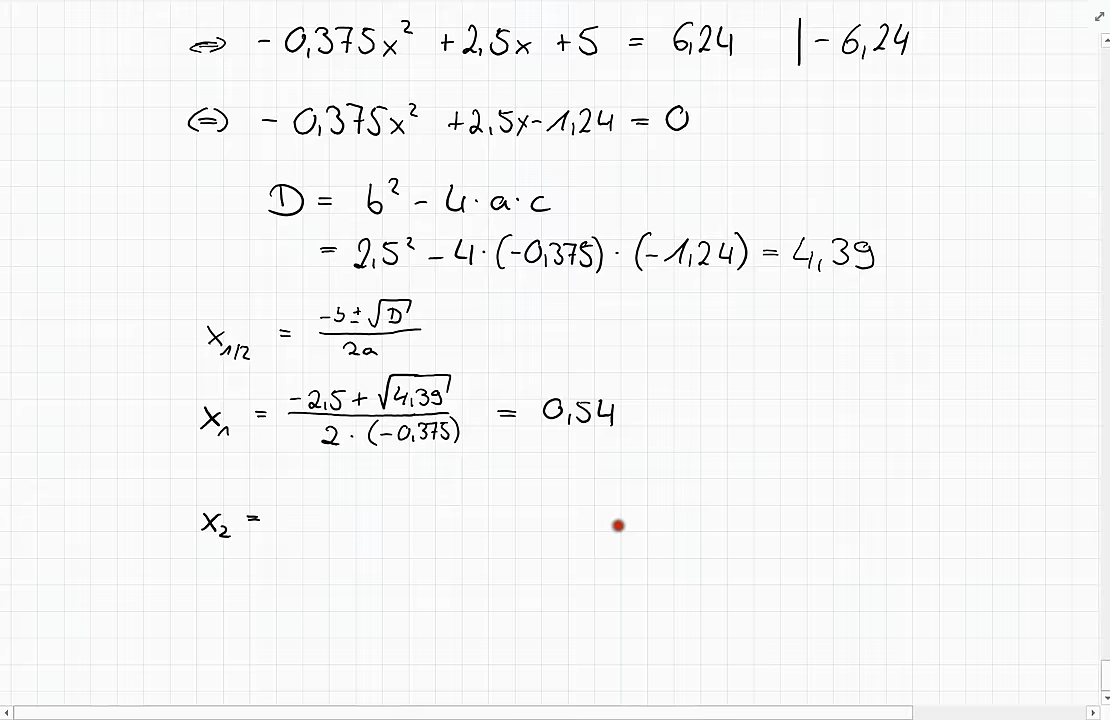 ⇔ - 0,375x² + 2,5x + 5 = 6,24 | - 6,24
⇔ - 0,375x² + 2,5x - 1,24 = 0
D = b² - 4 · a · c
= 2,5² - 4 · (-0,375) · (-1,24) = 4,39
x₁/₂ = (-b ± √D) / 2a
x₁ = (-2,5 + √4,39) / (2 · (-0,375)) = 0,54
x₂ =